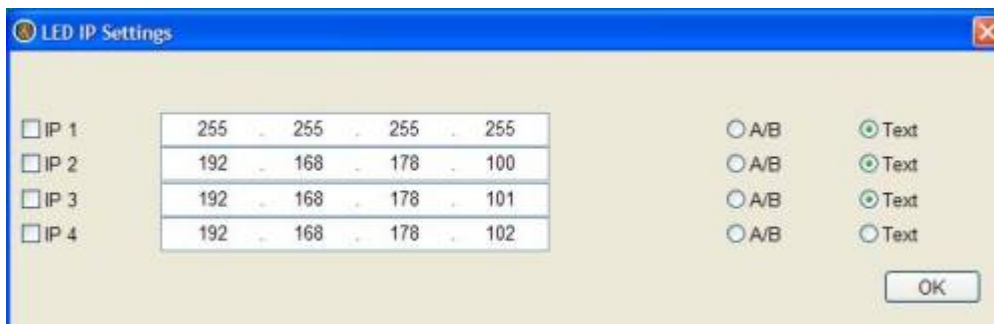 LED IP Settings
IP 1 255 . 255 . 255 . 255 A/B Text
IP 2 192 . 168 . 178 . 100 A/B Text
IP 3 192 . 168 . 178 . 101 A/B Text
IP 4 192 . 168 . 178 . 102 A/B Text
OK